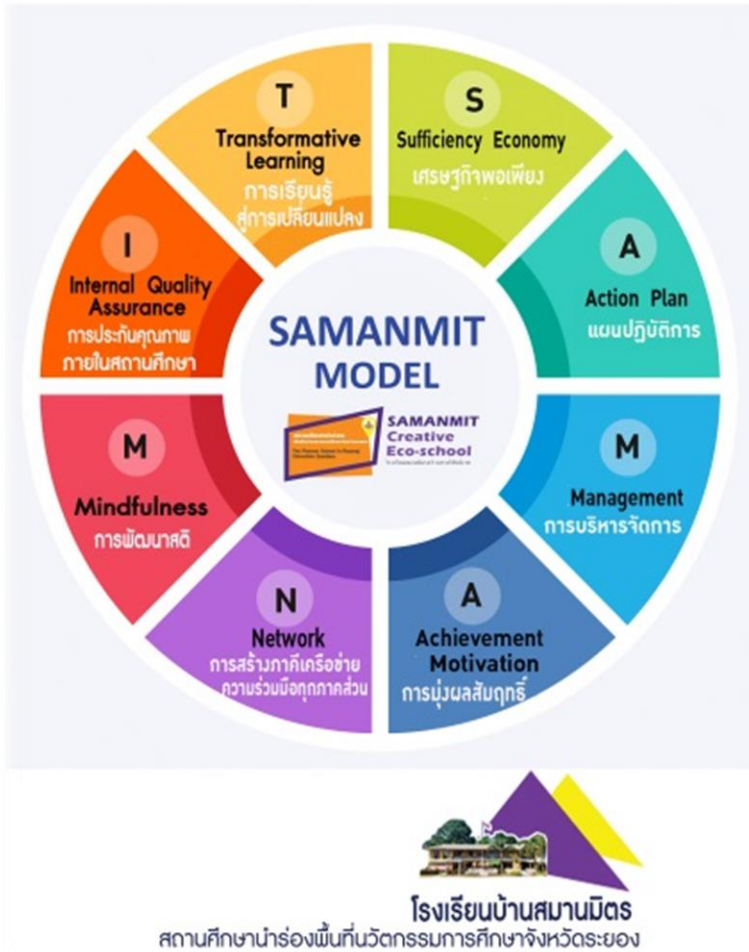 S
Sufficiency Economy
เศรษฐกิจพอเพียง
A
Action Plan
แผนปฏิบัติการ
M
Management
การบริหารจัดการ
A
Achievement
Motivation
การมุ่งผลสัมฤทธิ์
N
Network
การสร้างภาคีเครือข่าย
ความร่วมมือทุกภาคส่วน
M
Mindfulness
การพัฒนาสติ
I
Internal Quality
Assurance
การประกันคุณภาพ
ภายในสถานศึกษา
T
Transformative
Learning
การเรียนรู้
สู่การเปลี่ยนแปลง
SAMANMIT
MODEL
SAMANMIT
Creative
Eco-school
โรงเรียนบ้านสมานมิตร
สถานศึกษานำร่องพื้นที่นวัตกรรมการศึกษาจังหวัดระยอง